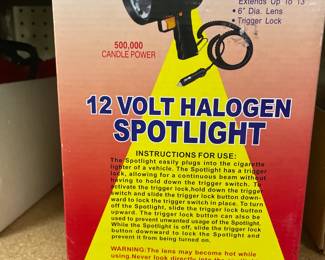 Extends Up To 13'
• 6" Dia. Lens
• Trigger Lock
500,000
CANDLE POWER
12 VOLT HALOGEN
SPOTLIGHT
INSTRUCTIONS FOR USE:
The Spotlight easily plugs into the cigarette
lighter of a vehicle. The Spotlight has a trigger
lock, allowing for a continuous beam without
having to hold down the trigger switch. To
activate the trigger lock,hold down the trigger
switch and slide the trigger lock button down-
ward to lock the trigger switch in place. To turn
off the Spotlight, slide the trigger lock button
upward. The trigger lock button can also be
used to prevent unwanted usage of the Spotlight.
While the Spotlight is off, slide the trigger lock
button downward to lock the Spotlight and
prevent it from being turned on.
WARNING:The lens may become hot while
using.Never look directly into the